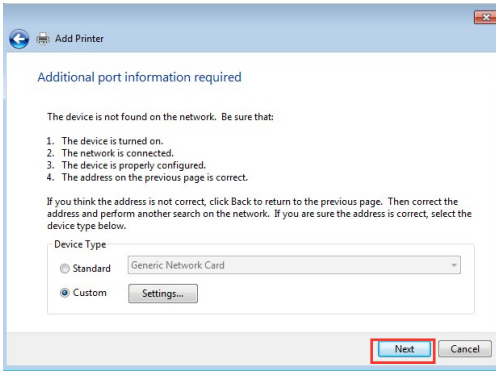 Add Printer
Additional port information required
The device is not found on the network. Be sure that:
1. The device is turned on.
2. The network is connected.
3. The device is properly configured.
4. The address on the previous page is correct.
If you think the address is not correct, click Back to return to the previous page. Then correct the
address and perform another search on the network. If you are sure the address is correct, select the
device type below.
Device Type
Standard Generic Network Card
Custom Settings...
Next Cancel